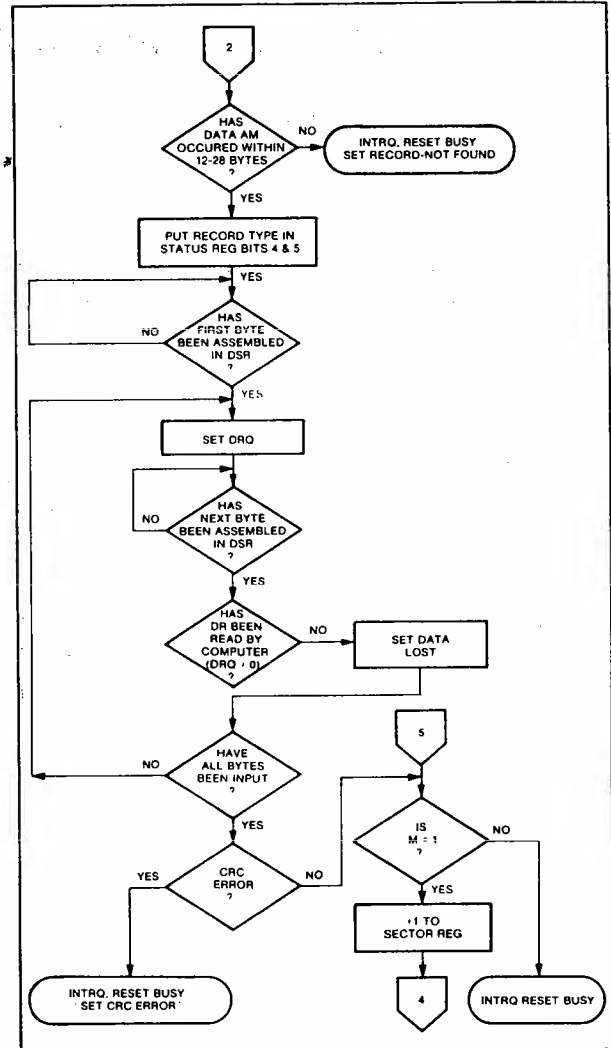 2
HAS
DATA AM
OCCURED WITHIN
12-28 BYTES
?
NO
INTRQ. RESET BUSY
SET RECORD-NOT FOUND
YES
PUT RECORD TYPE IN
STATUS REG BITS 4 & 5
YES
HAS
FIRST BYTE
BEEN ASSEMBLED
IN DSR
?
NO
YES
SET DRQ
HAS
NEXT BYTE
BEEN ASSEMBLED
IN DSR
?
NO
YES
HAS
DR BEEN
READ BY
COMPUTER
(DRQ = 0)
?
NO
SET DATA
LOST
HAVE
ALL BYTES
BEEN INPUT
?
NO
YES
5
CRC
ERROR
?
YES
NO
IS
M = 1
?
NO
YES
+1 TO
SECTOR REG
4
INTRQ. RESET BUSY
SET CRC ERROR
INTRQ RESET BUSY